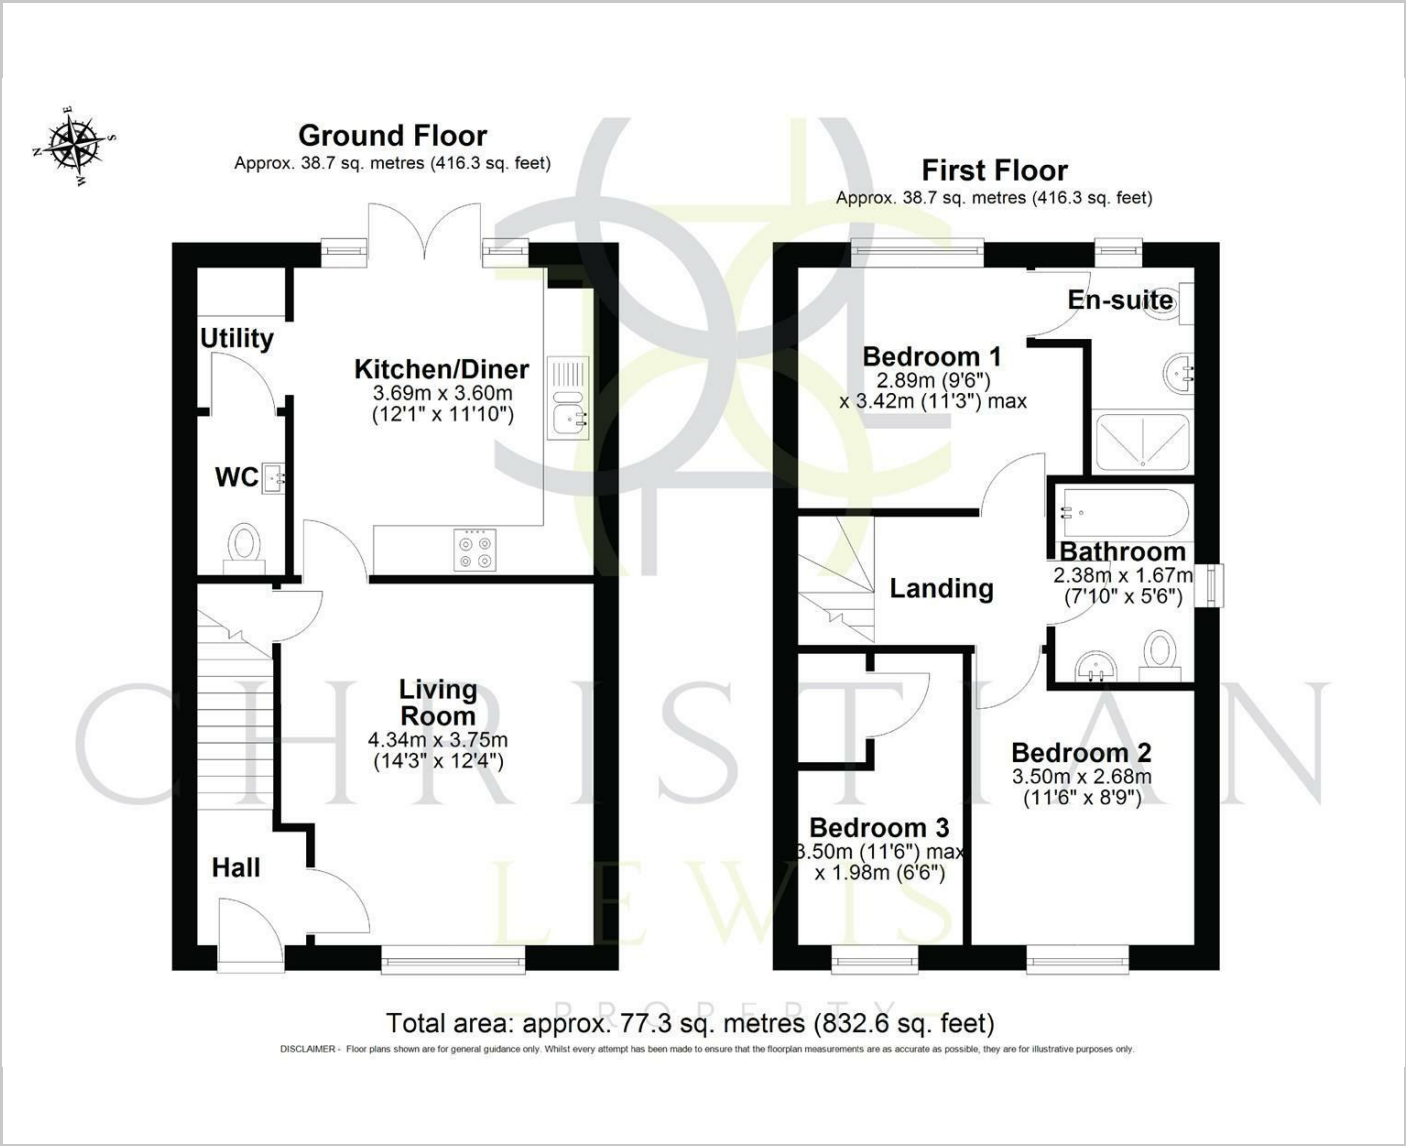 E
S
N
W
Ground Floor
Approx. 38.7 sq. metres (416.3 sq. feet)
First Floor
Approx. 38.7 sq. metres (416.3 sq. feet)
Utility
Kitchen/Diner
3.69m x 3.60m
(12'1" x 11'10")
WC
Living
Room
4.34m x 3.75m
(14'3" x 12'4")
Hall
En-suite
Bedroom 1
2.89m (9'6")
x 3.42m (11'3") max
Bathroom
2.38m x 1.67m
(7'10" x 5'6")
Landing
Bedroom 2
3.50m x 2.68m
(11'6" x 8'9")
Bedroom 3
3.50m (11'6") max
x 1.98m (6'6")
CHRISTIAN
LEWIS
PROPERTY
Total area: approx. 77.3 sq. metres (832.6 sq. feet)
DISCLAIMER - Floor plans shown are for general guidance only. Whilst every attempt has been made to ensure that the floorplan measurements are as accurate as possible, they are for illustrative purposes only.